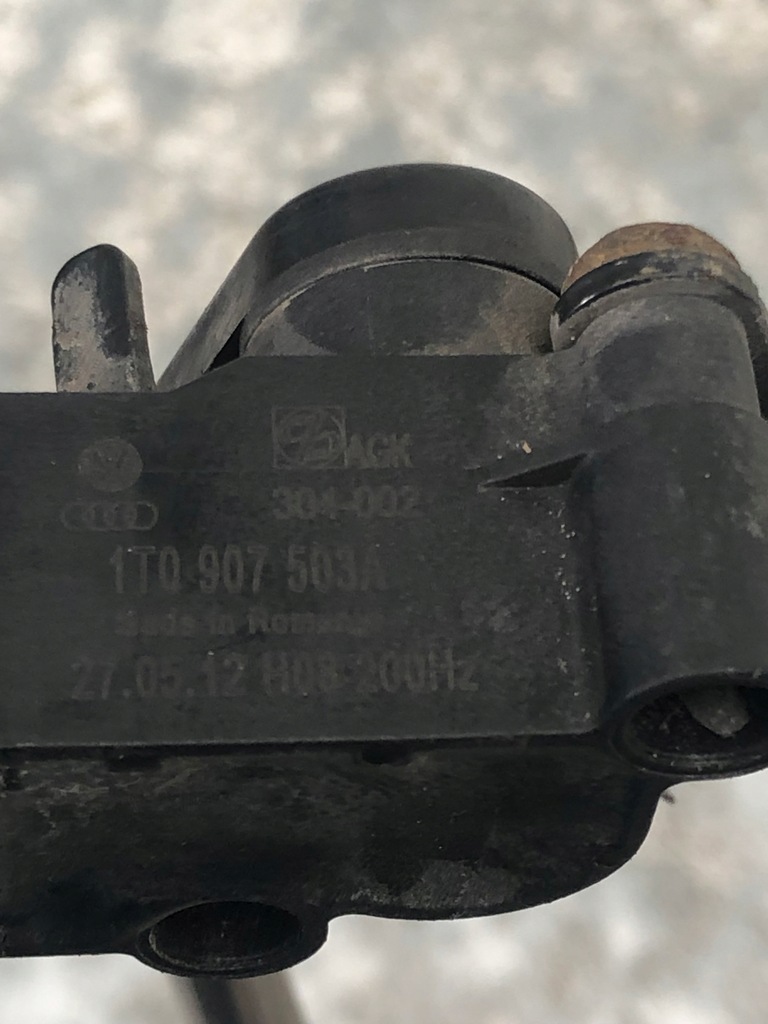 AGK
304-002
1T0 907 503A
Made in Romania
27.05.12 H08 200Hz